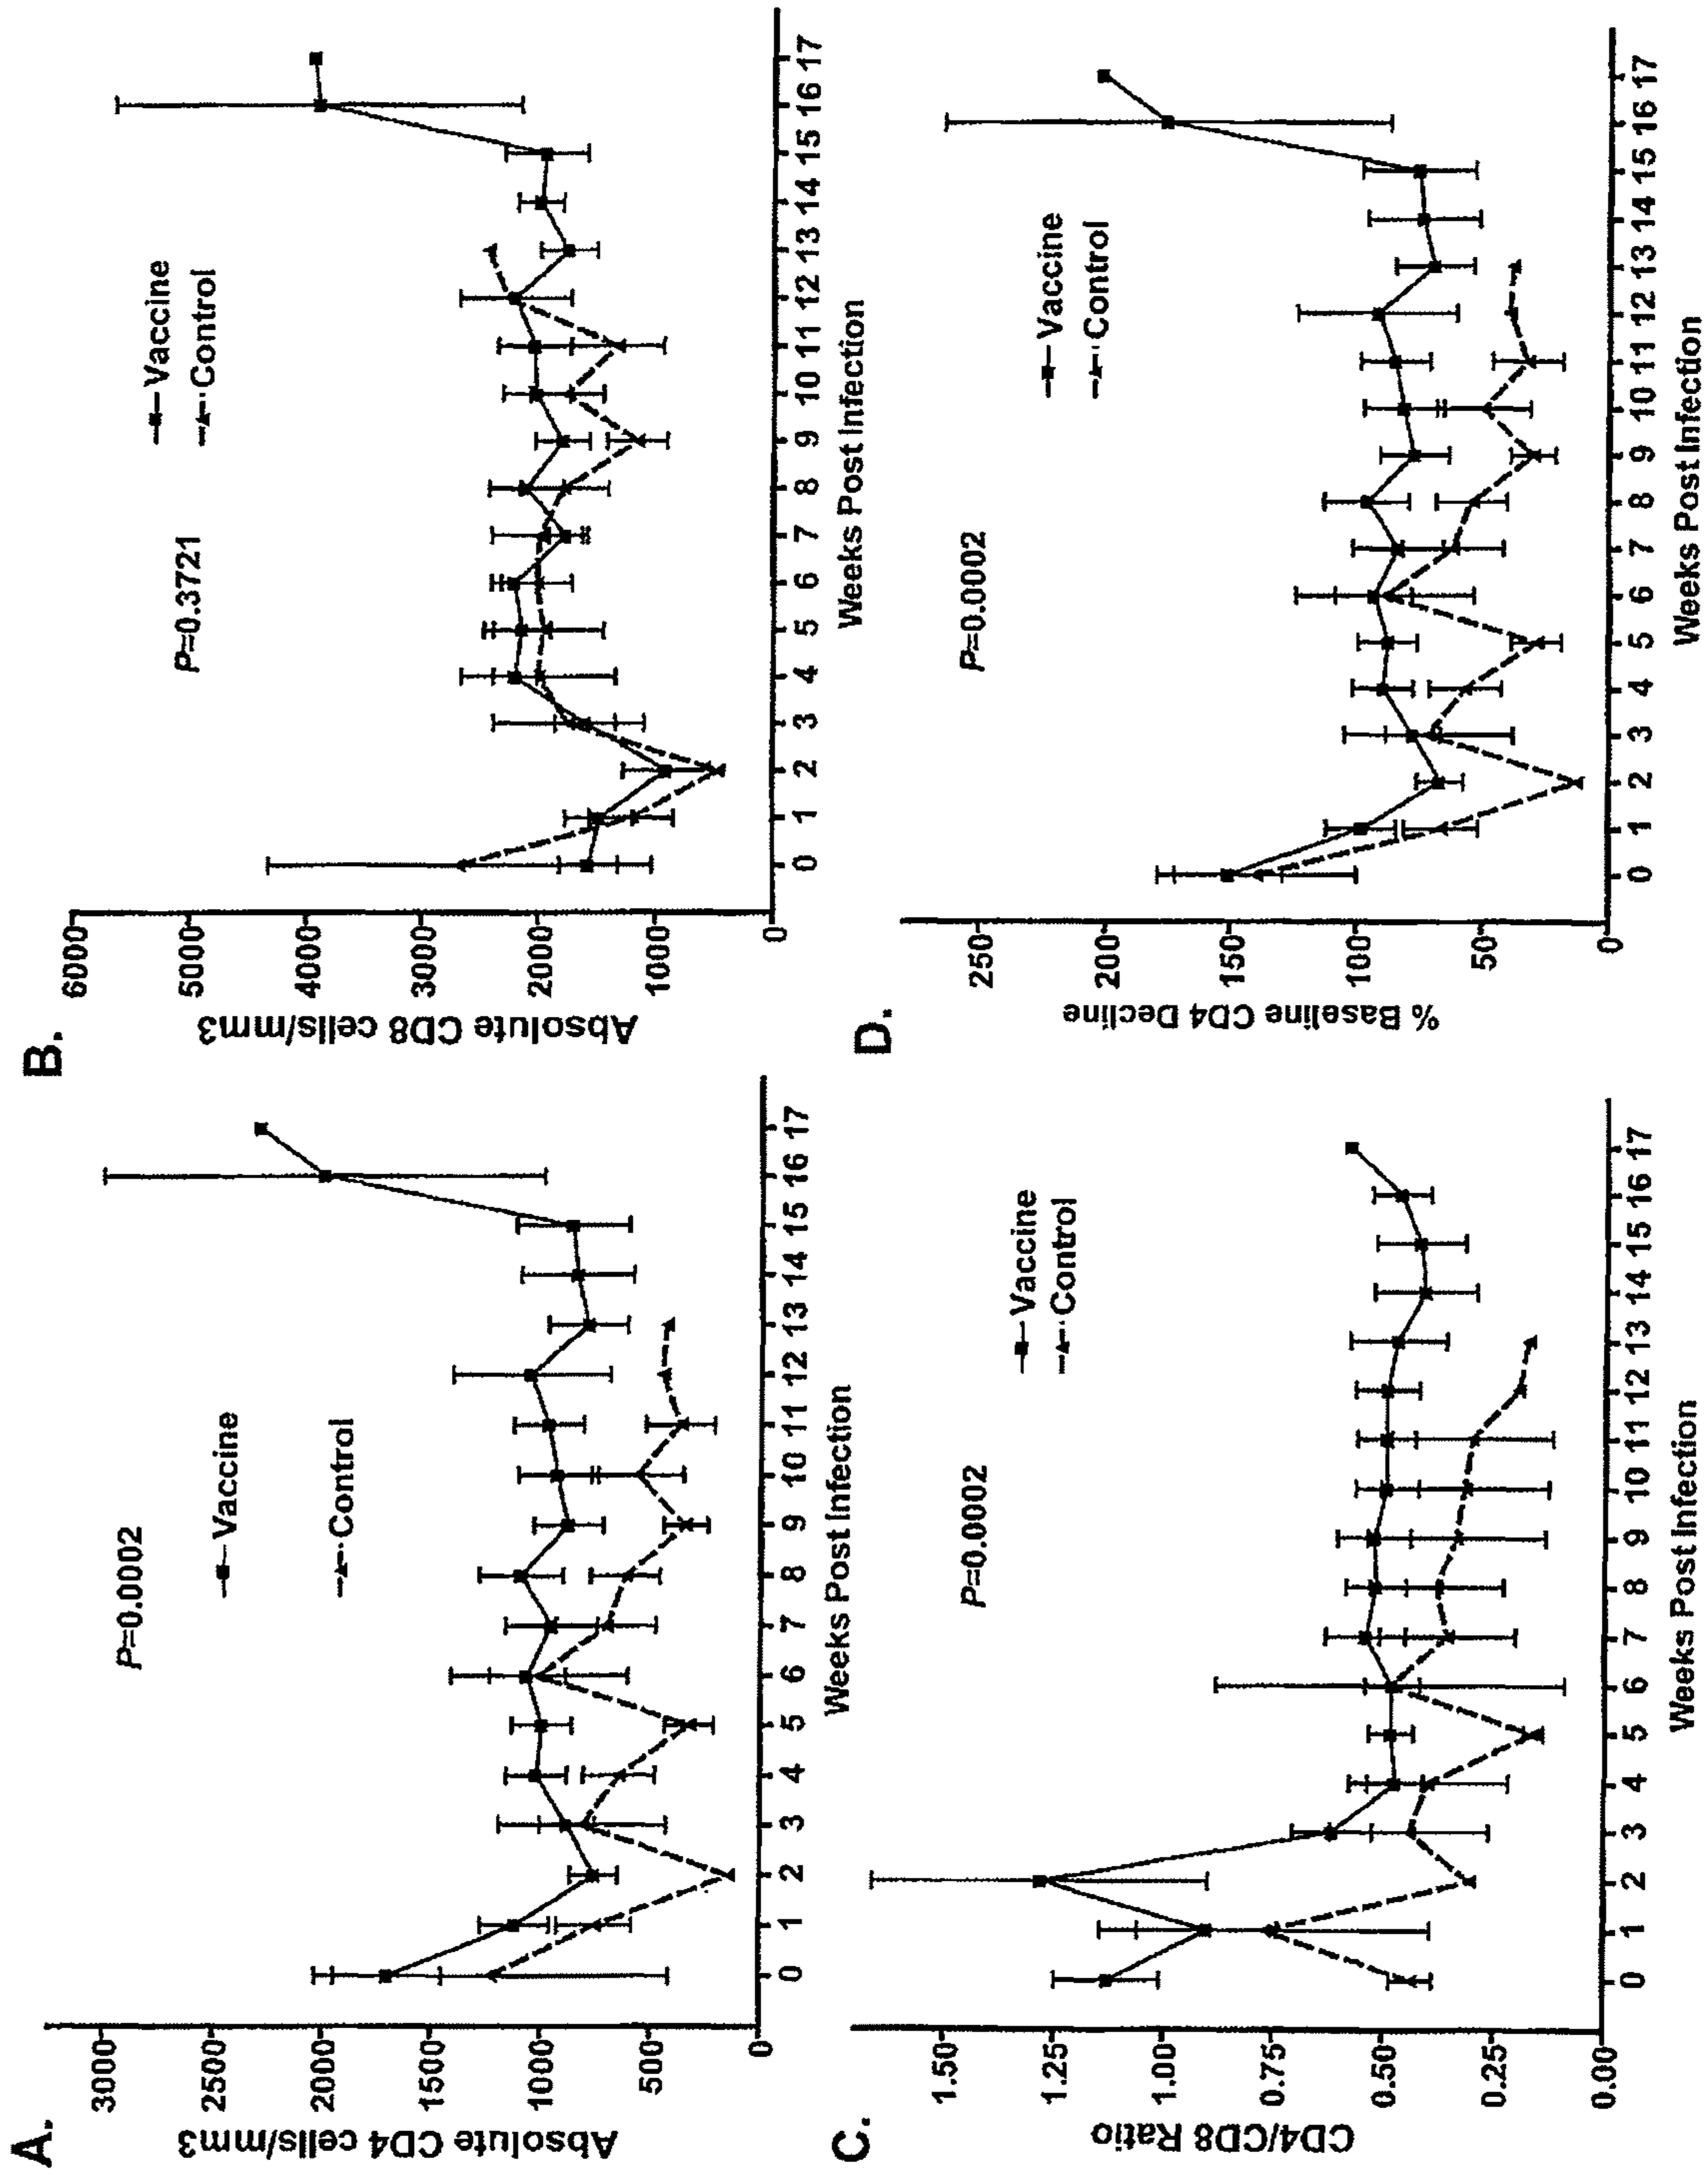 A.
Absolute CD4 cells/mm3
3000
2500
2000
1500
1000
500
0
P=0.0002
Vaccine
Control
0 1 2 3 4 5 6 7 8 9 10 11 12 13 14 15 16 17
Weeks Post Infection
B.
Absolute CD8 cells/mm3
6000
5000
4000
3000
2000
1000
0
P=0.3721
Vaccine
Control
0 1 2 3 4 5 6 7 8 9 10 11 12 13 14 15 16 17
Weeks Post Infection
C.
CD4/CD8 Ratio
1.50
1.25
1.00
0.75
0.50
0.25
0.00
P=0.0002
Vaccine
Control
0 1 2 3 4 5 6 7 8 9 10 11 12 13 14 15 16 17
Weeks Post Infection
D.
% Baseline CD4 Decline
250
200
150
100
50
0
P=0.0002
Vaccine
Control
0 1 2 3 4 5 6 7 8 9 10 11 12 13 14 15 16 17
Weeks Post Infection